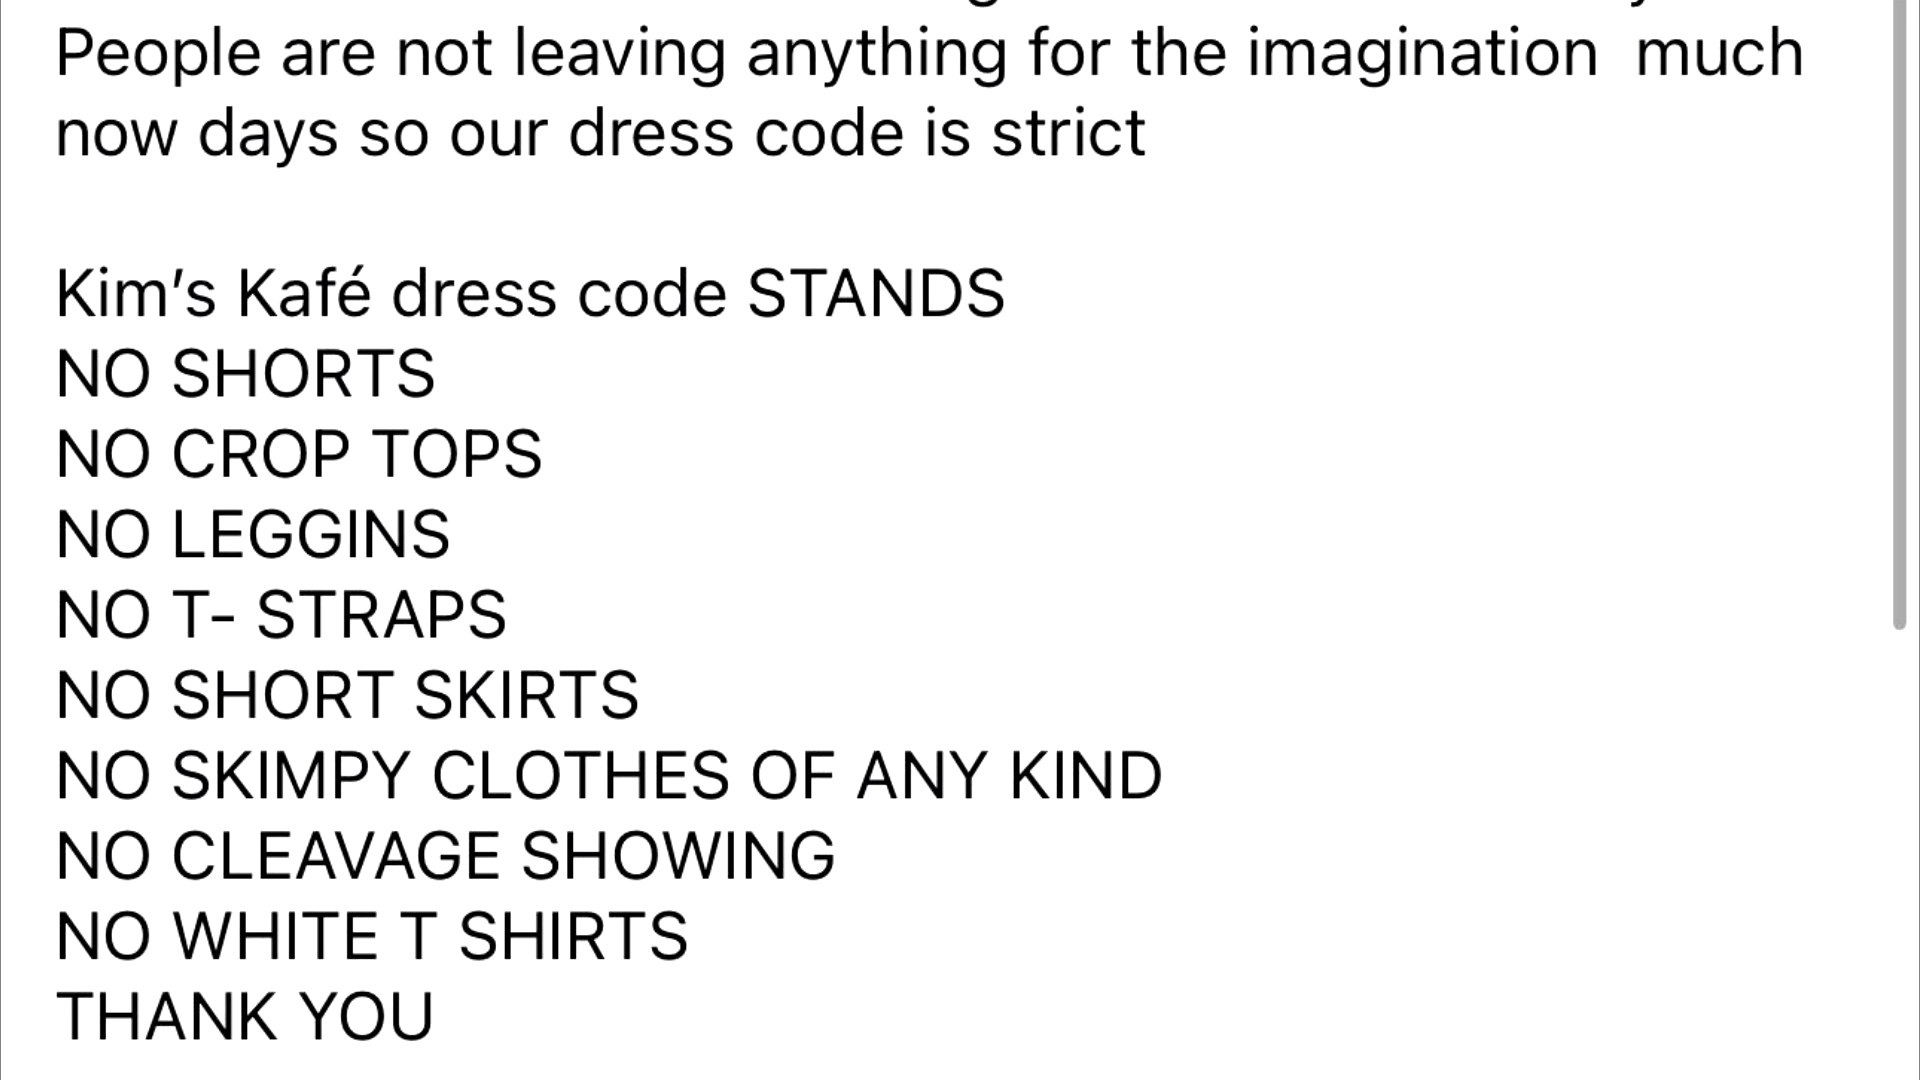 People are not leaving anything for the imagination  much
now days so our dress code is strict
Kim’s Kafé dress code STANDS
NO SHORTS
NO CROP TOPS
NO LEGGINS
NO T- STRAPS
NO SHORT SKIRTS
NO SKIMPY CLOTHES OF ANY KIND
NO CLEAVAGE SHOWING
NO WHITE T SHIRTS
THANK YOU